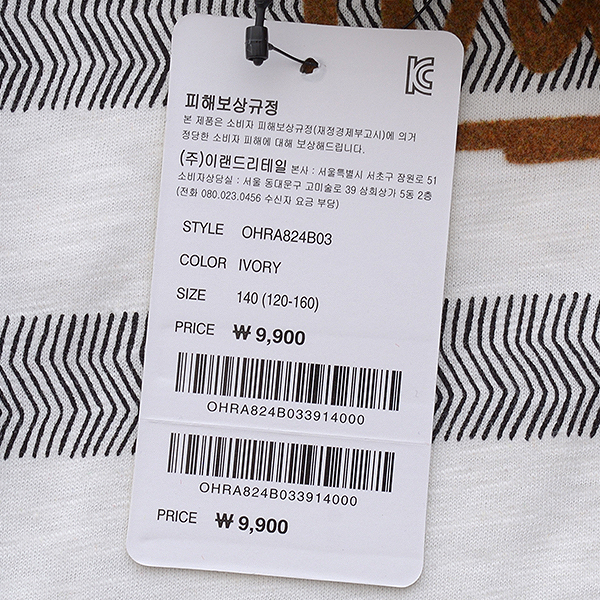 피해보상규정
본 제품은 소비자 피해보상규정(재정경제부고시)에 의거
정당한 소비자 피해에 대해 보상해드립니다.
(주)이랜드리테일 본사 : 서울특별시 서초구 잠원로 51
소비자상담실 : 서울 동대문구 고미술로 39 삼희상가 5동 2층
(전화 080.023.0456 수신자 요금 부담)
STYLE OHRA824B03
COLOR IVORY
SIZE 140 (120-160)
PRICE ₩ 9,900
OHRA824B033914000
OHRA824B033914000
PRICE ₩ 9,900